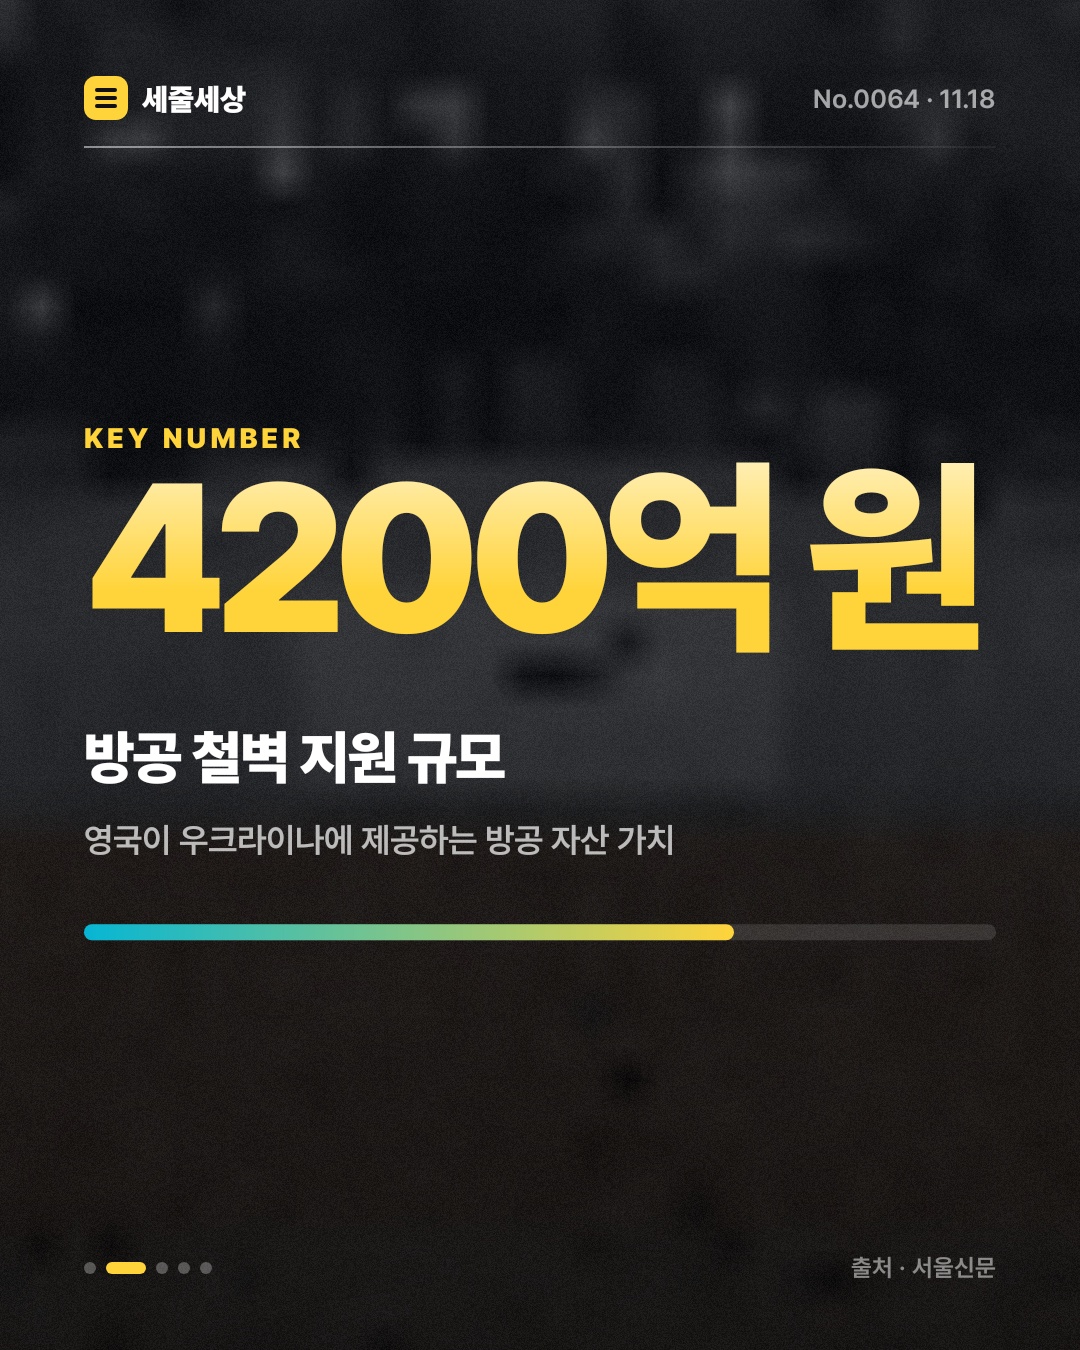 세줄세상
No.0064 · 11.18
KEY NUMBER
4200억 원
방공 철벽 지원 규모
영국이 우크라이나에 제공하는 방공 자산 가치
출처 · 서울신문